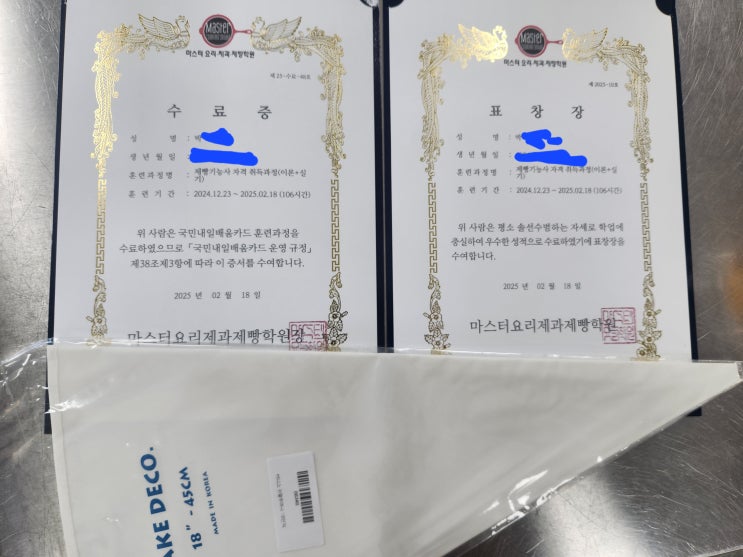 Master
마스터 요리 제과 제빵학원
제 25-수료-48호
수 료 증
성 명 : 박
생 년 월 일 :
훈 련 과 정 명 : 제빵기능사 자격 취득과정(이론+실
기)
훈 련 기 간 : 2024.12.23 ~ 2025.02.18 (106시간)
위 사람은 국민내일배움카드 훈련과정을
수료하였으므로「국민내일배움카드 운영 규정」
제38조제3항에 따라 이 증서를 수여합니다.
2025 년 02 월 18 일
마스터요리제과제빵학원장
Master
마스터 요리 제과 제빵학원
제 2025-10호
표 창 장
성 명 : 박
생 년 월 일 :
훈 련 과 정 명 : 제빵기능사 자격 취득과정(이론+실
기)
훈 련 기 간 : 2024.12.23 ~ 2025.02.18 (106시간)
위 사람은 평소 솔선수범하는 자세로 학업에
충실하여 우수한 성적으로 수료하였기에 표창장
을 수여합니다.
2025 년 02 월 18 일
마스터요리제과제빵학원
AKE DECO.
18" - 45CM
MADE IN KOREA